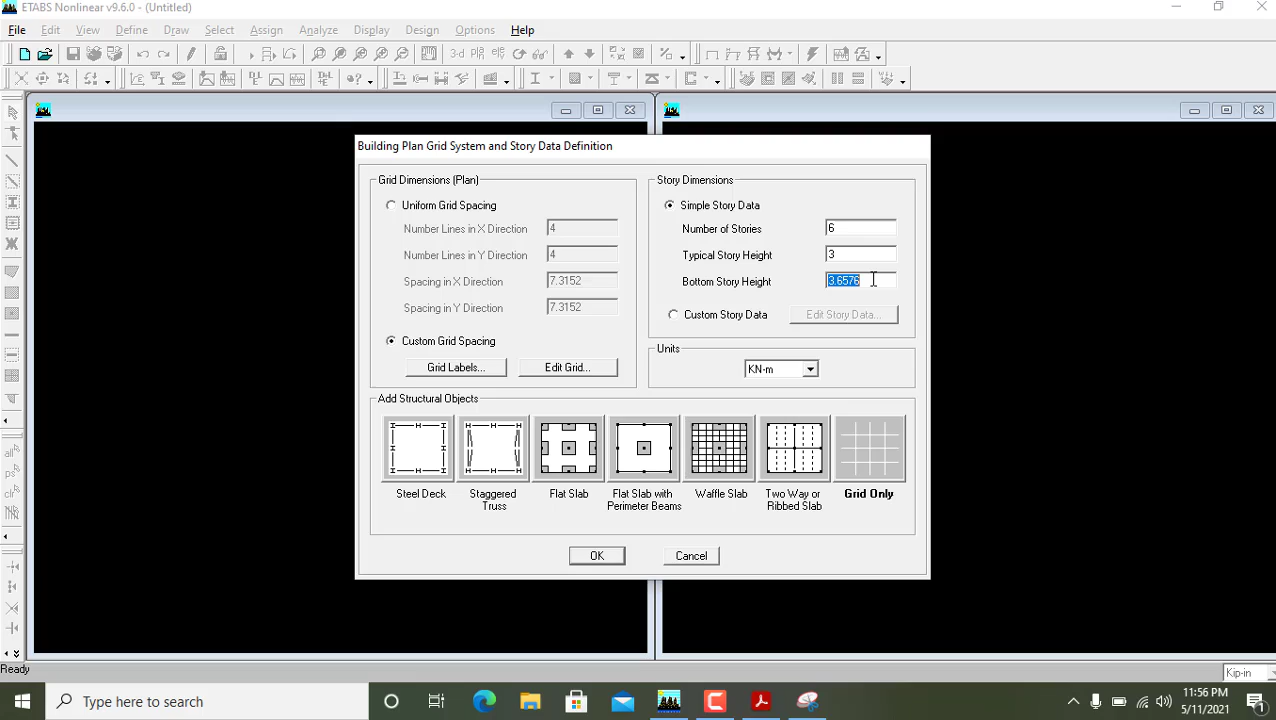 ETABS Nonlinear v9.6.0 - (Untitled)
File Edit View Define Draw Select Assign Analyze Display Design Options Help
3-d
Building Plan Grid System and Story Data Definition
Grid Dimensions (Plan)
Uniform Grid Spacing
Number Lines in X Direction 4
Number Lines in Y Direction 4
Spacing in X Direction 7.3152
Spacing in Y Direction 7.3152
Custom Grid Spacing
Grid Labels... Edit Grid...
Story Dimensions
Simple Story Data
Number of Stories 6
Typical Story Height 3
Bottom Story Height 3.6576
Custom Story Data Edit Story Data...
Units
KN-m
Add Structural Objects
Steel Deck
Staggered Truss
Flat Slab
Flat Slab with Perimeter Beams
Waffle Slab
Two Way or Ribbed Slab
Grid Only
OK Cancel
all
clr
Ready
Kip-in
Type here to search
11:56 PM
5/11/2021
1